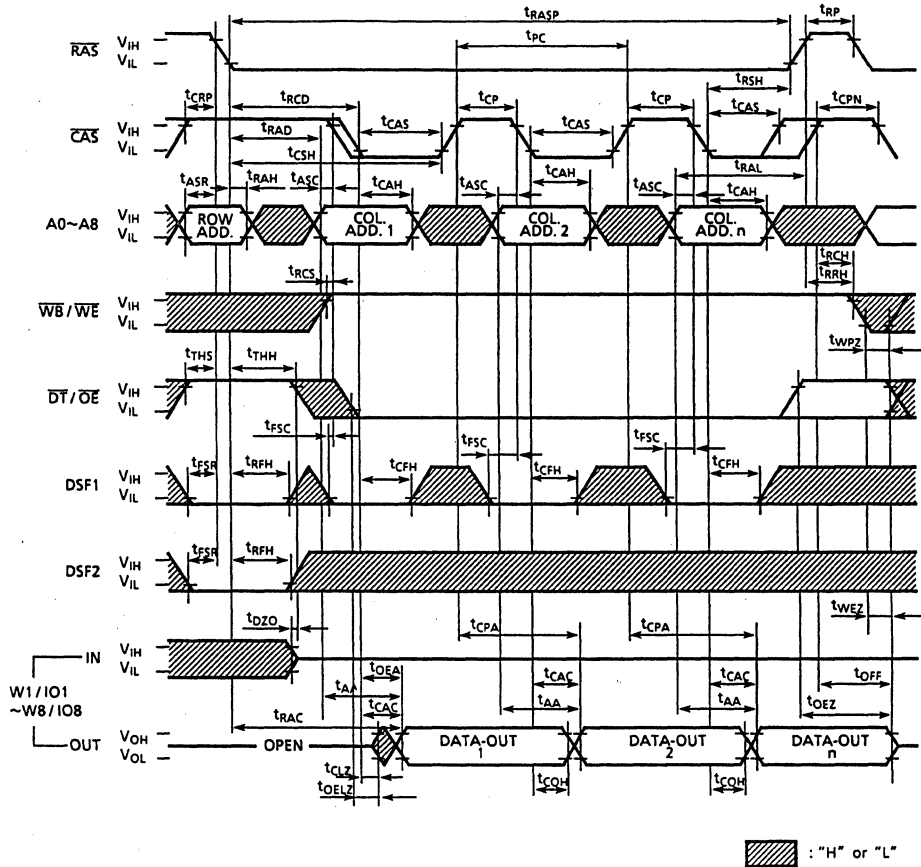 tRASP tRP
RAS VIH
VIL
tPC
tRSH
tCRP tRCD tCP tCP tCAS tCPN
CAS VIH
VIL
tRAD tCAS tCAS
tCSH tRAL
tASR tRAH tASC tCAH tASC tCAH tASC tCAH
A0~A8 VIH
VIL
ROW ADD. COL. ADD. 1 COL. ADD. 2 COL. ADD. n
tRCS tRCH
tRRH
WB/WE VIH
VIL
tTHS tTHH tWPZ
DT/OE VIH
VIL
tFSC tFSC tFSC
tFSR tRFH tCFH tCFH tCFH
DSF1 VIH
VIL
tFSR tRFH
DSF2 VIH
VIL
tDZO tCPA tCPA tWEZ
IN VIH
VIL
W1/IO1
~W8/IO8
tOEA tCAC tCAC tOFF
tAA tAA tAA tOEZ
tCAC
tRAC
OUT VOH
VOL
OPEN DATA-OUT 1 DATA-OUT 2 DATA-OUT n
tCLZ tCOH tCOH
tOELZ
: "H" or "L"